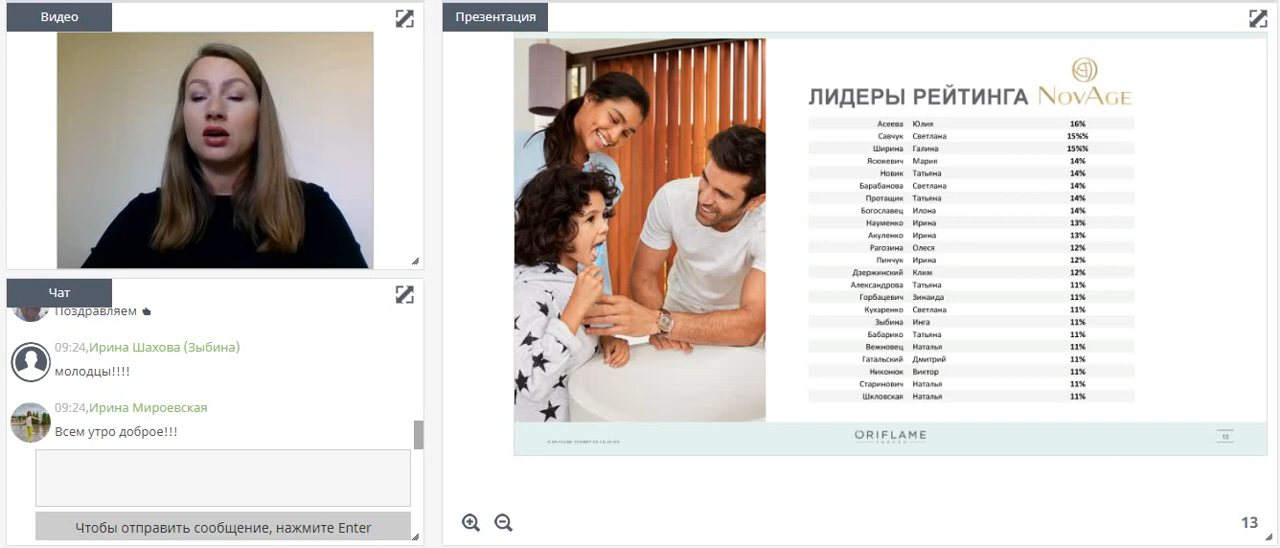 Видео
Чат
Поздравляем
09:24,Ирина Шахова (Зыбина)
молодцы!!!!
09:24,Ирина Мироевская
Всем утро доброе!!!
Чтобы отправить сообщение, нажмите Enter
Презентация
ЛИДЕРЫ РЕЙТИНГА NOVAGE
Асеева Юлия 16%
Савчук Светлана 15%%
Ширина Галина 15%%
Ясюкевич Мария 14%
Новик Татьяна 14%
Барабанова Светлана 14%
Протащик Татьяна 14%
Богославец Илона 14%
Науменко Ирина 13%
Акуленко Ирина 13%
Рагозина Олеся 12%
Пинчук Ирина 12%
Дзержинский Клим 12%
Александрова Татьяна 11%
Горбацевич Зинаида 11%
Кухаренко Светлана 11%
Зыбина Инга 11%
Бабарико Татьяна 11%
Вежновец Наталья 11%
Гатальский Дмитрий 11%
Никонюк Виктор 11%
Старинович Наталья 11%
Шкловская Наталья 11%
ORIFLAME
SWEDEN
13
13